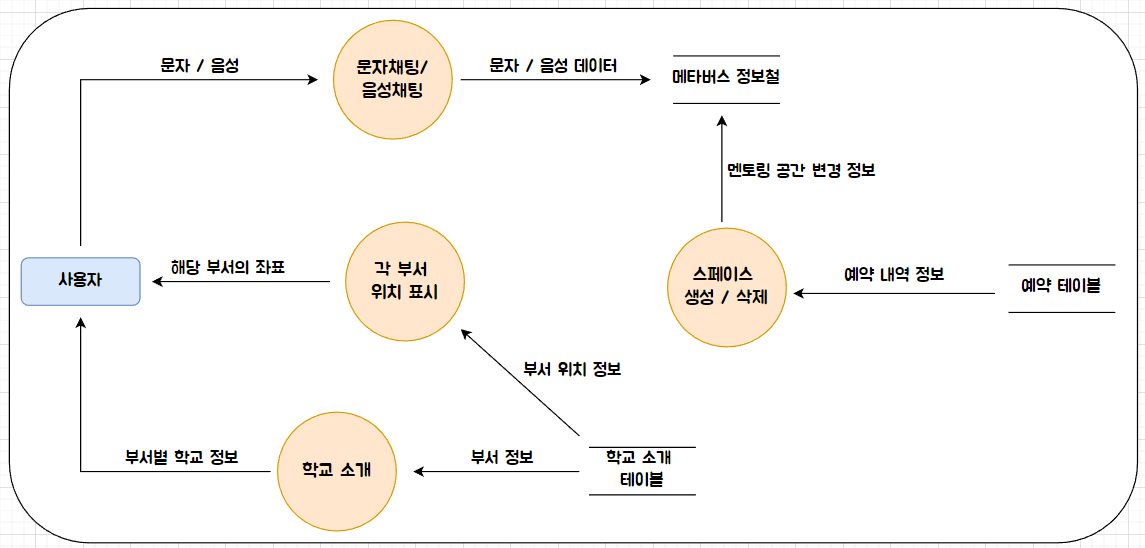 문자 / 음성
문자채팅/
음성채팅
문자 / 음성 데이터
메타버스 정보철
멘토링 공간 변경 정보
사용자
해당 부서의 좌표
각 부서
위치 표시
스페이스
생성 / 삭제
예약 내역 정보
예약 테이블
부서 위치 정보
부서별 학교 정보
학교 소개
부서 정보
학교 소개
테이블